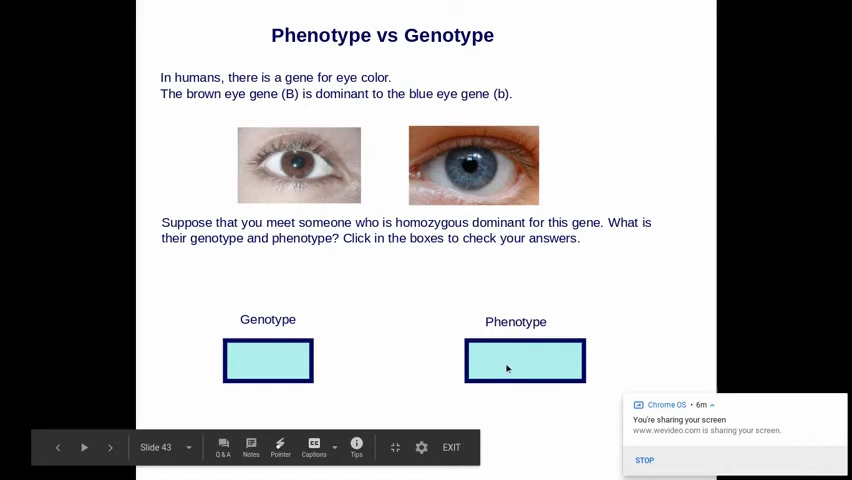 Phenotype vs Genotype
In humans, there is a gene for eye color.
The brown eye gene (B) is dominant to the blue eye gene (b).
Suppose that you meet someone who is homozygous dominant for this gene. What is
their genotype and phenotype? Click in the boxes to check your answers.
Genotype
Phenotype
Chrome OS • 6m
You're sharing your screen
www.wevideo.com is sharing your screen.
STOP
Slide 43
Q & A
Notes
Pointer
CC
Captions
Tips
EXIT